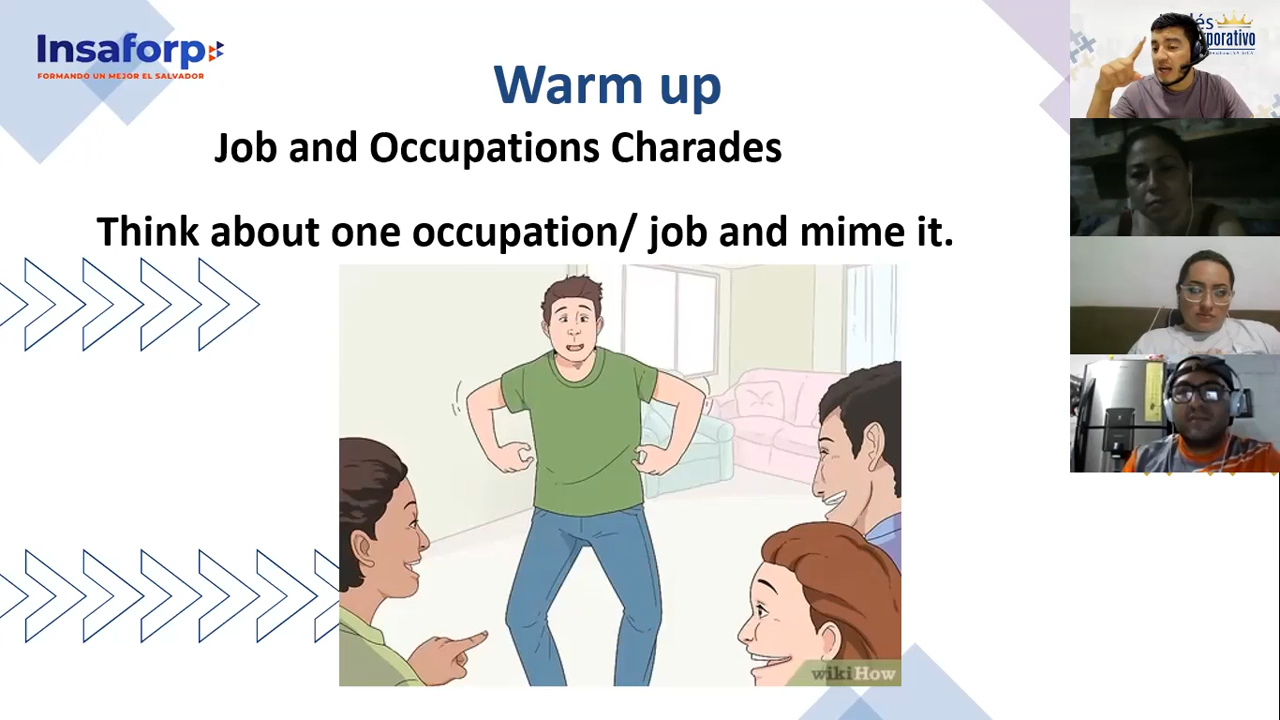 Insaforp
FORMANDO UN MEJOR EL SALVADOR
Warm up
Job and Occupations Charades
Think about one occupation/ job and mime it.
wikiHow